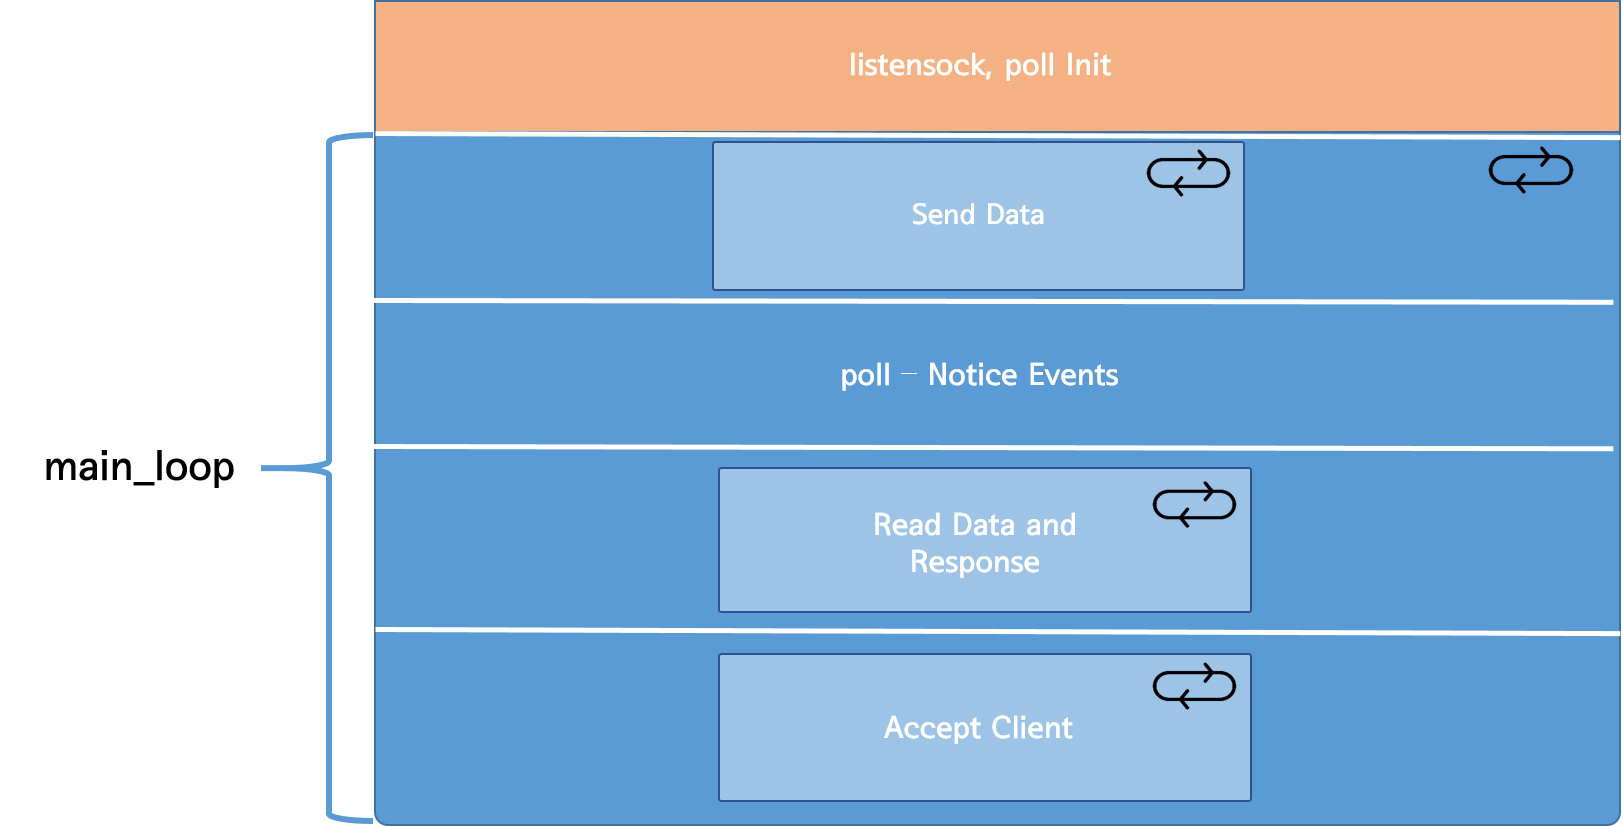 listensock, poll Init
Send Data
poll – Notice Events
main_loop
Read Data and
Response
Accept Client